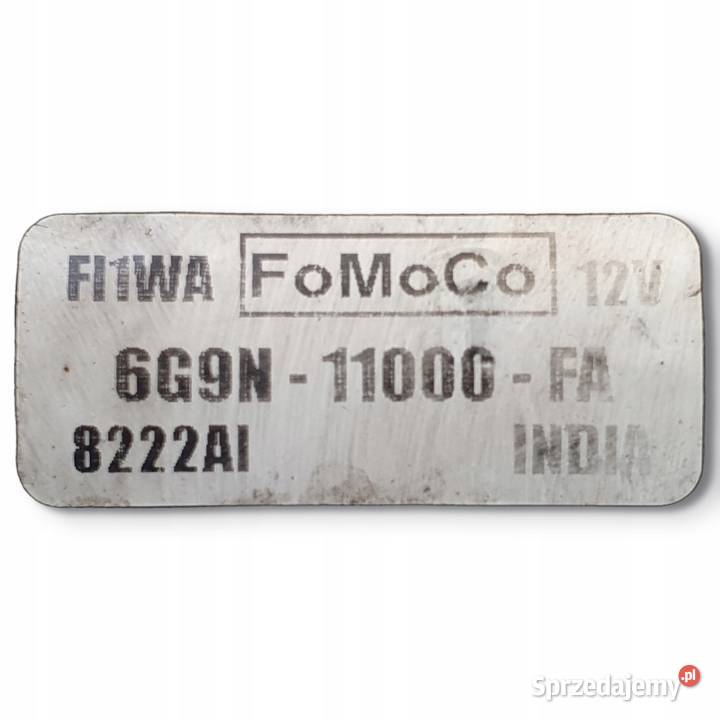 FI1WA FoMoCo 12V
6G9N - 11000 - FA
8222AI INDIA
Sprzedajemy.pl